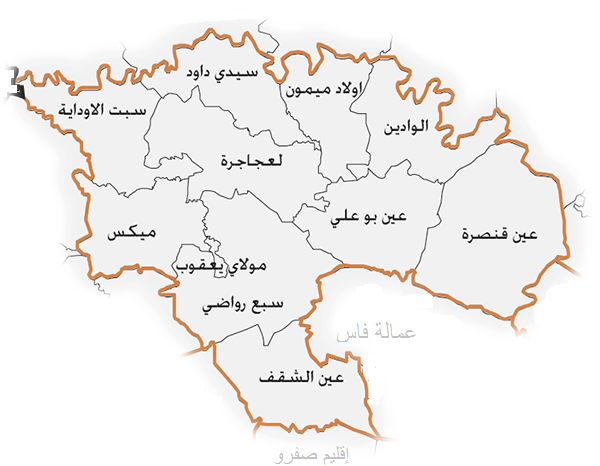 سيدي داود
اولاد ميمون
سبت الاوداية
الوادين
لعجاجرة
عين بو علي
ميكس
عين قنصرة
مولاي يعقوب
سبع رواضي
عمالة فاس
عين الشقف
إقليم صفرو